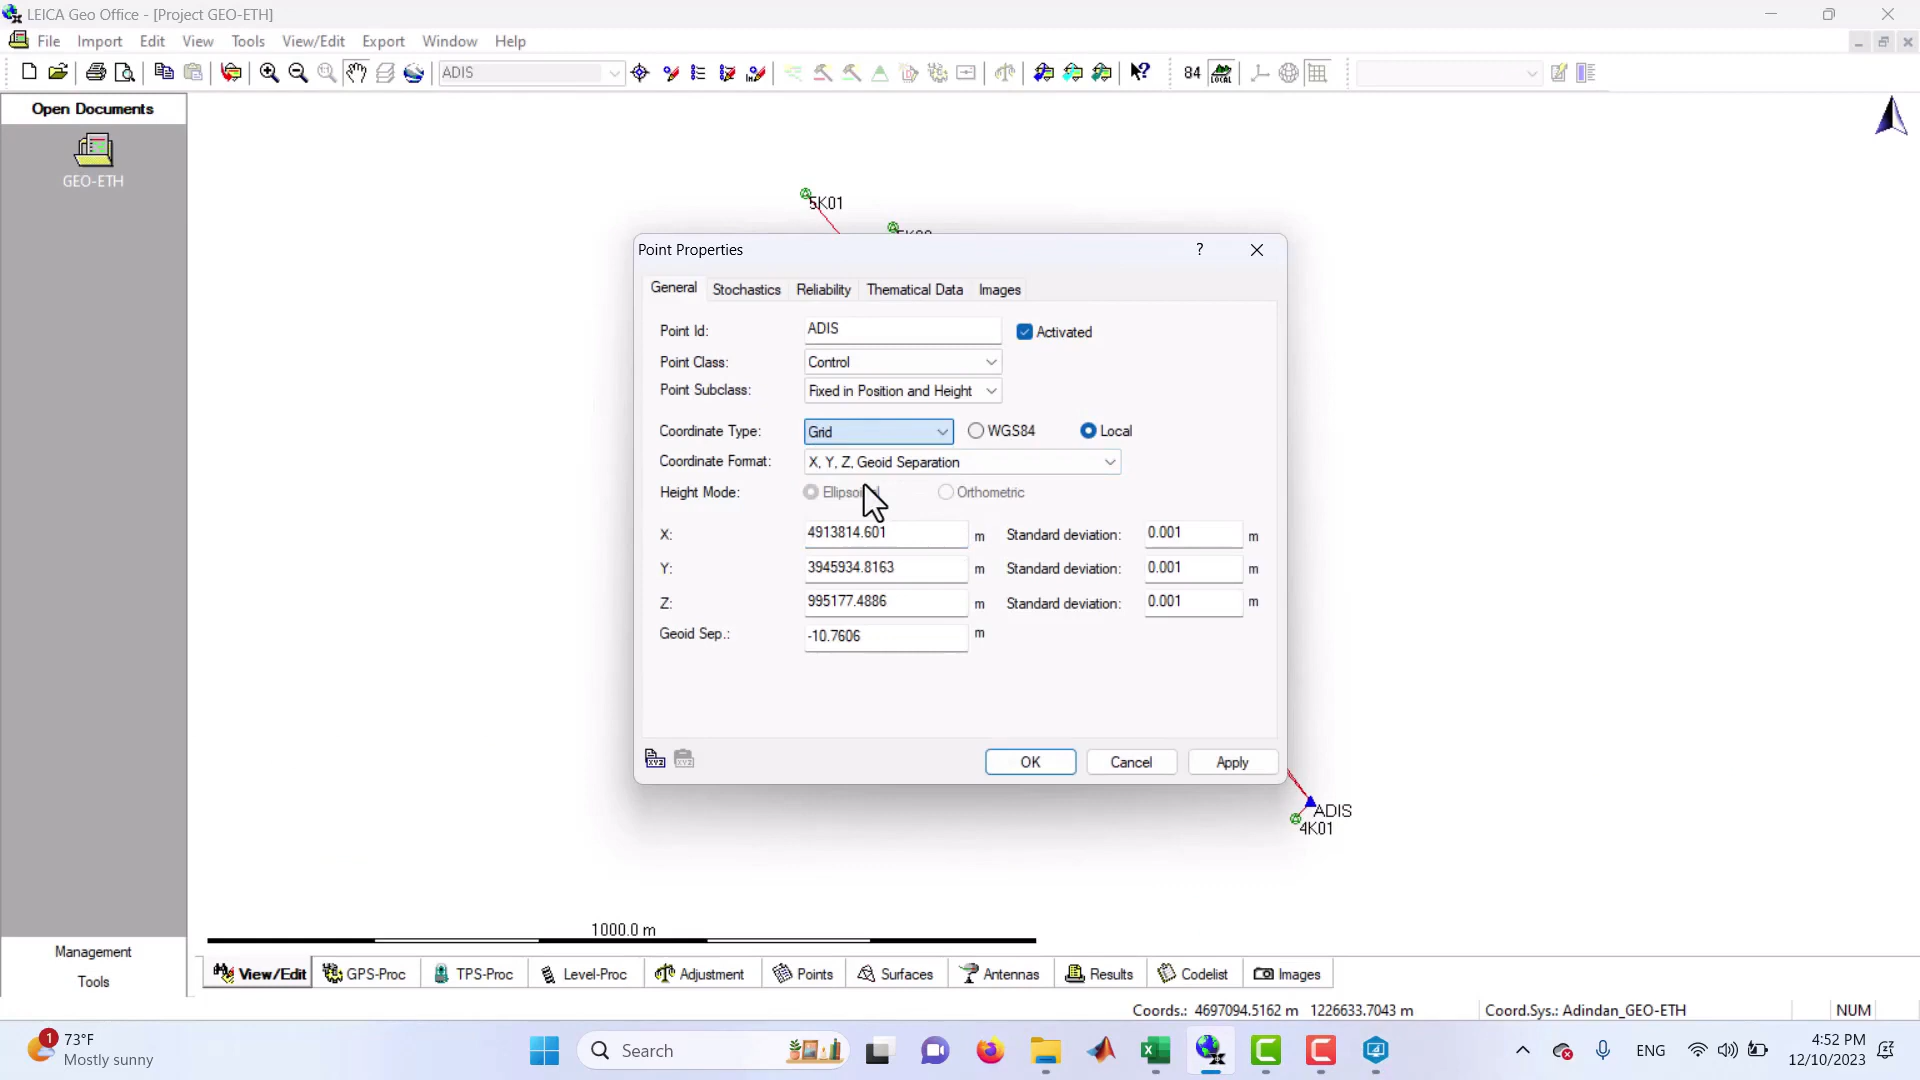 LEICA Geo Office - [Project GEO-ETH]
File Import Edit View Tools View/Edit Export Window Help
ADIS
84
LOCAL
Open Documents
GEO-ETH
5K01
Point Properties
General Stochastics Reliability Thematical Data Images
Point Id: ADIS Activated
Point Class: Control
Point Subclass: Fixed in Position and Height
Coordinate Type: Grid WGS84 Local
Coordinate Format: X, Y, Z, Geoid Separation
Height Mode: Orthometric
X: 4913814.601 m Standard deviation: 0.001 m
Y: 3945934.8163 m Standard deviation: 0.001 m
Z: 995177.4886 m Standard deviation: 0.001 m
Geoid Sep.: -10.7606 m
OK Cancel Apply
ADIS
4K01
1000.0 m
Management
Tools
View/Edit GPS-Proc TPS-Proc Level-Proc Adjustment Points Surfaces Antennas Results Codelist Images
Coords.: 4697094.5162 m 1226633.7043 m Coord.Sys.: Adindan_GEO-ETH NUM
1
73°F
Mostly sunny
Search
ENG
4:52 PM
12/10/2023